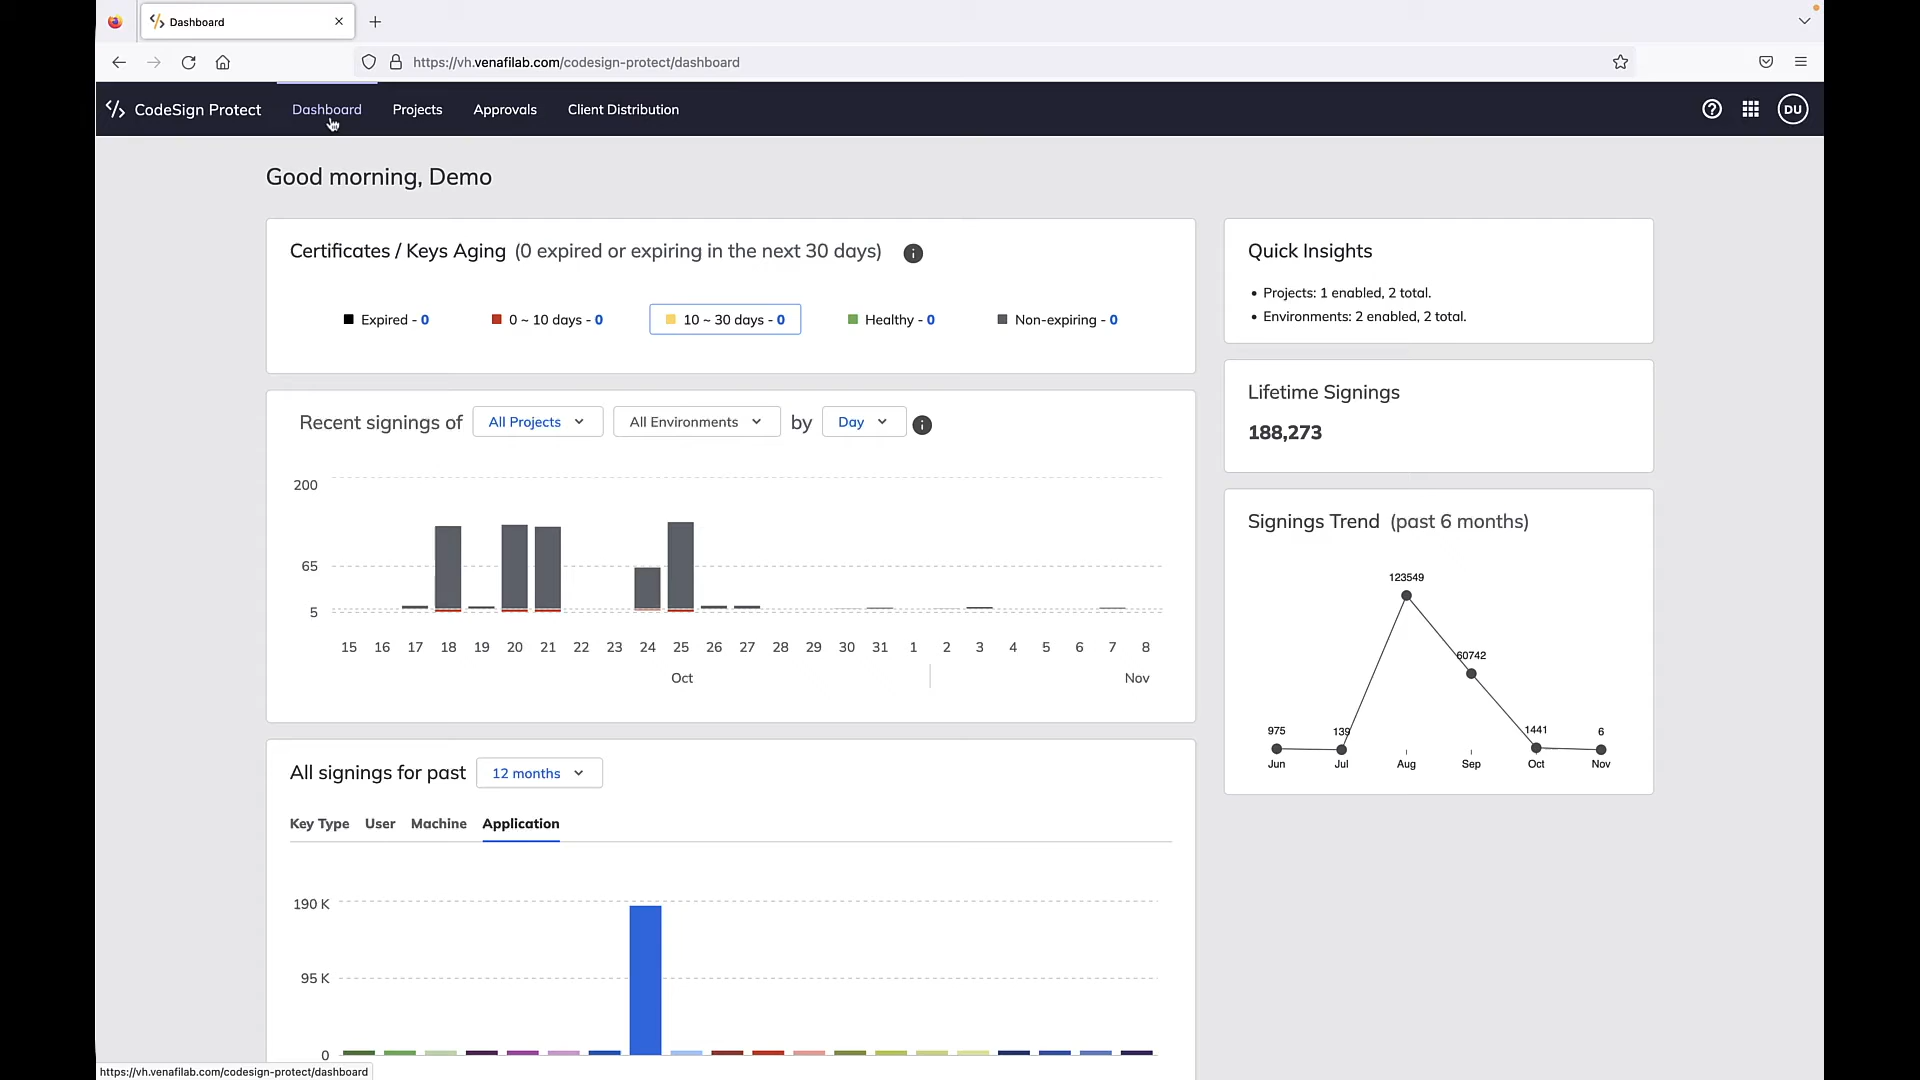 Dashboard
https://vh.venafilab.com/codesign-protect/dashboard
</> CodeSign Protect Dashboard Projects Approvals Client Distribution
DU
Good morning, Demo
Certificates / Keys Aging (0 expired or expiring in the next 30 days)
Expired - 0 0 ~ 10 days - 0 10 ~ 30 days - 0 Healthy - 0 Non-expiring - 0
Recent signings of All Projects All Environments by Day
200
65
5
15 16 17 18 19 20 21 22 23 24 25 26 27 28 29 30 31 1 2 3 4 5 6 7 8
Oct Nov
All signings for past 12 months
Key Type User Machine Application
190 K
95 K
0
Quick Insights
• Projects: 1 enabled, 2 total.
• Environments: 2 enabled, 2 total.
Lifetime Signings
188,273
Signings Trend (past 6 months)
123549
60742
975 139 1441 6
Jun Jul Aug Sep Oct Nov
https://vh.venafilab.com/codesign-protect/dashboard